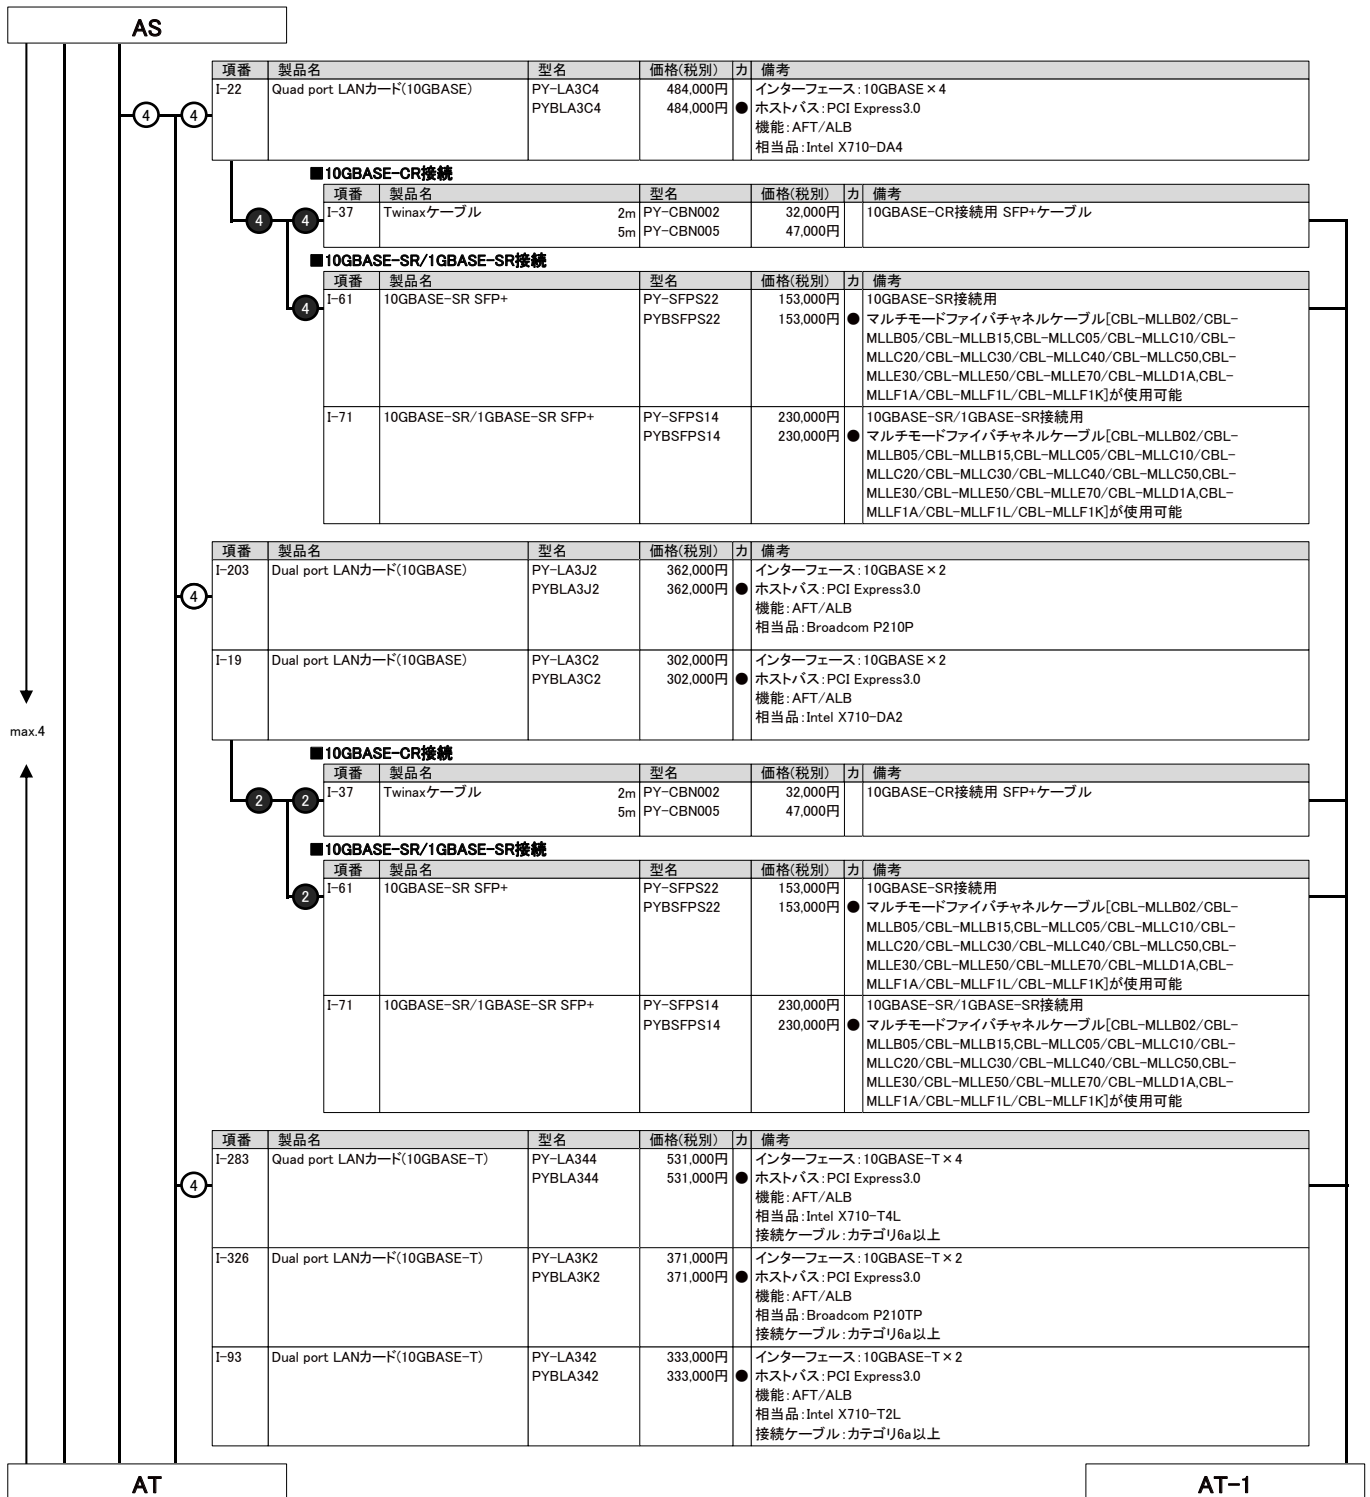 AS
項番 製品名 型名 価格(税別) カ 備考
I-22 Quad port LANカード(10GBASE) PY-LA3C4 484,000円 インターフェース：10GBASE×4
PYBLA3C4 484,000円 ● ホストバス：PCI Express3.0
機能：AFT/ALB
相当品：Intel X710-DA4
4 4
■10GBASE-CR接続
項番 製品名 型名 価格(税別) カ 備考
I-37 Twinaxケーブル 2m PY-CBN002 32,000円 10GBASE-CR接続用 SFP+ケーブル
5m PY-CBN005 47,000円
4 4
■10GBASE-SR/1GBASE-SR接続
項番 製品名 型名 価格(税別) カ 備考
I-61 10GBASE-SR SFP+ PY-SFPS22 153,000円 10GBASE-SR接続用
4
PYBSFPS22 153,000円 ● マルチモードファイバチャネルケーブル[CBL-MLLB02/CBL-
MLLB05/CBL-MLLB15,CBL-MLLC05/CBL-MLLC10/CBL-
MLLC20/CBL-MLLC30/CBL-MLLC40/CBL-MLLC50,CBL-
MLLE30/CBL-MLLE50/CBL-MLLE70/CBL-MLLD1A,CBL-
MLLF1A/CBL-MLLF1L/CBL-MLLF1K]が使用可能
I-71 10GBASE-SR/1GBASE-SR SFP+ PY-SFPS14 230,000円 10GBASE-SR/1GBASE-SR接続用
PYBSFPS14 230,000円 ● マルチモードファイバチャネルケーブル[CBL-MLLB02/CBL-
MLLB05/CBL-MLLB15,CBL-MLLC05/CBL-MLLC10/CBL-
MLLC20/CBL-MLLC30/CBL-MLLC40/CBL-MLLC50,CBL-
MLLE30/CBL-MLLE50/CBL-MLLE70/CBL-MLLD1A,CBL-
MLLF1A/CBL-MLLF1L/CBL-MLLF1K]が使用可能
項番 製品名 型名 価格(税別) カ 備考
I-203 Dual port LANカード(10GBASE) PY-LA3J2 362,000円 インターフェース：10GBASE×2
PYBLA3J2 362,000円 ● ホストバス：PCI Express3.0
4
機能：AFT/ALB
相当品：Broadcom P210P
I-19 Dual port LANカード(10GBASE) PY-LA3C2 302,000円 インターフェース：10GBASE×2
PYBLA3C2 302,000円 ● ホストバス：PCI Express3.0
機能：AFT/ALB
相当品：Intel X710-DA2
max.4
■10GBASE-CR接続
項番 製品名 型名 価格(税別) カ 備考
I-37 Twinaxケーブル 2m PY-CBN002 32,000円 10GBASE-CR接続用 SFP+ケーブル
2 2
5m PY-CBN005 47,000円
■10GBASE-SR/1GBASE-SR接続
項番 製品名 型名 価格(税別) カ 備考
I-61 10GBASE-SR SFP+ PY-SFPS22 153,000円 10GBASE-SR接続用
2
PYBSFPS22 153,000円 ● マルチモードファイバチャネルケーブル[CBL-MLLB02/CBL-
MLLB05/CBL-MLLB15,CBL-MLLC05/CBL-MLLC10/CBL-
MLLC20/CBL-MLLC30/CBL-MLLC40/CBL-MLLC50,CBL-
MLLE30/CBL-MLLE50/CBL-MLLE70/CBL-MLLD1A,CBL-
MLLF1A/CBL-MLLF1L/CBL-MLLF1K]が使用可能
I-71 10GBASE-SR/1GBASE-SR SFP+ PY-SFPS14 230,000円 10GBASE-SR/1GBASE-SR接続用
PYBSFPS14 230,000円 ● マルチモードファイバチャネルケーブル[CBL-MLLB02/CBL-
MLLB05/CBL-MLLB15,CBL-MLLC05/CBL-MLLC10/CBL-
MLLC20/CBL-MLLC30/CBL-MLLC40/CBL-MLLC50,CBL-
MLLE30/CBL-MLLE50/CBL-MLLE70/CBL-MLLD1A,CBL-
MLLF1A/CBL-MLLF1L/CBL-MLLF1K]が使用可能
項番 製品名 型名 価格(税別) カ 備考
I-283 Quad port LANカード(10GBASE-T) PY-LA344 531,000円 インターフェース：10GBASE-T×4
PYBLA344 531,000円 ● ホストバス：PCI Express3.0
4
機能：AFT/ALB
相当品：Intel X710-T4L
接続ケーブル：カテゴリ6a以上
I-326 Dual port LANカード(10GBASE-T) PY-LA3K2 371,000円 インターフェース：10GBASE-T×2
PYBLA3K2 371,000円 ● ホストバス：PCI Express3.0
機能：AFT/ALB
相当品：Broadcom P210TP
接続ケーブル：カテゴリ6a以上
I-93 Dual port LANカード(10GBASE-T) PY-LA342 333,000円 インターフェース：10GBASE-T×2
PYBLA342 333,000円 ● ホストバス：PCI Express3.0
機能：AFT/ALB
相当品：Intel X710-T2L
接続ケーブル：カテゴリ6a以上
AT AT-1